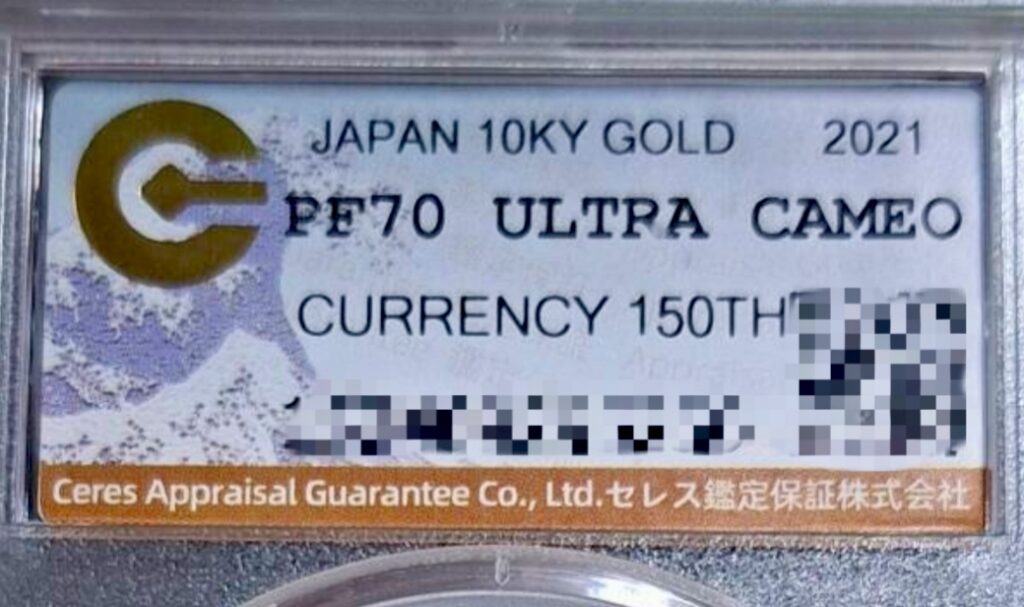 JAPAN 10KY GOLD 2021
PF70 ULTRA CAMEO
CURRENCY 150TH
Ceres Appraisal Guarantee Co., Ltd.セレス鑑定保証株式会社